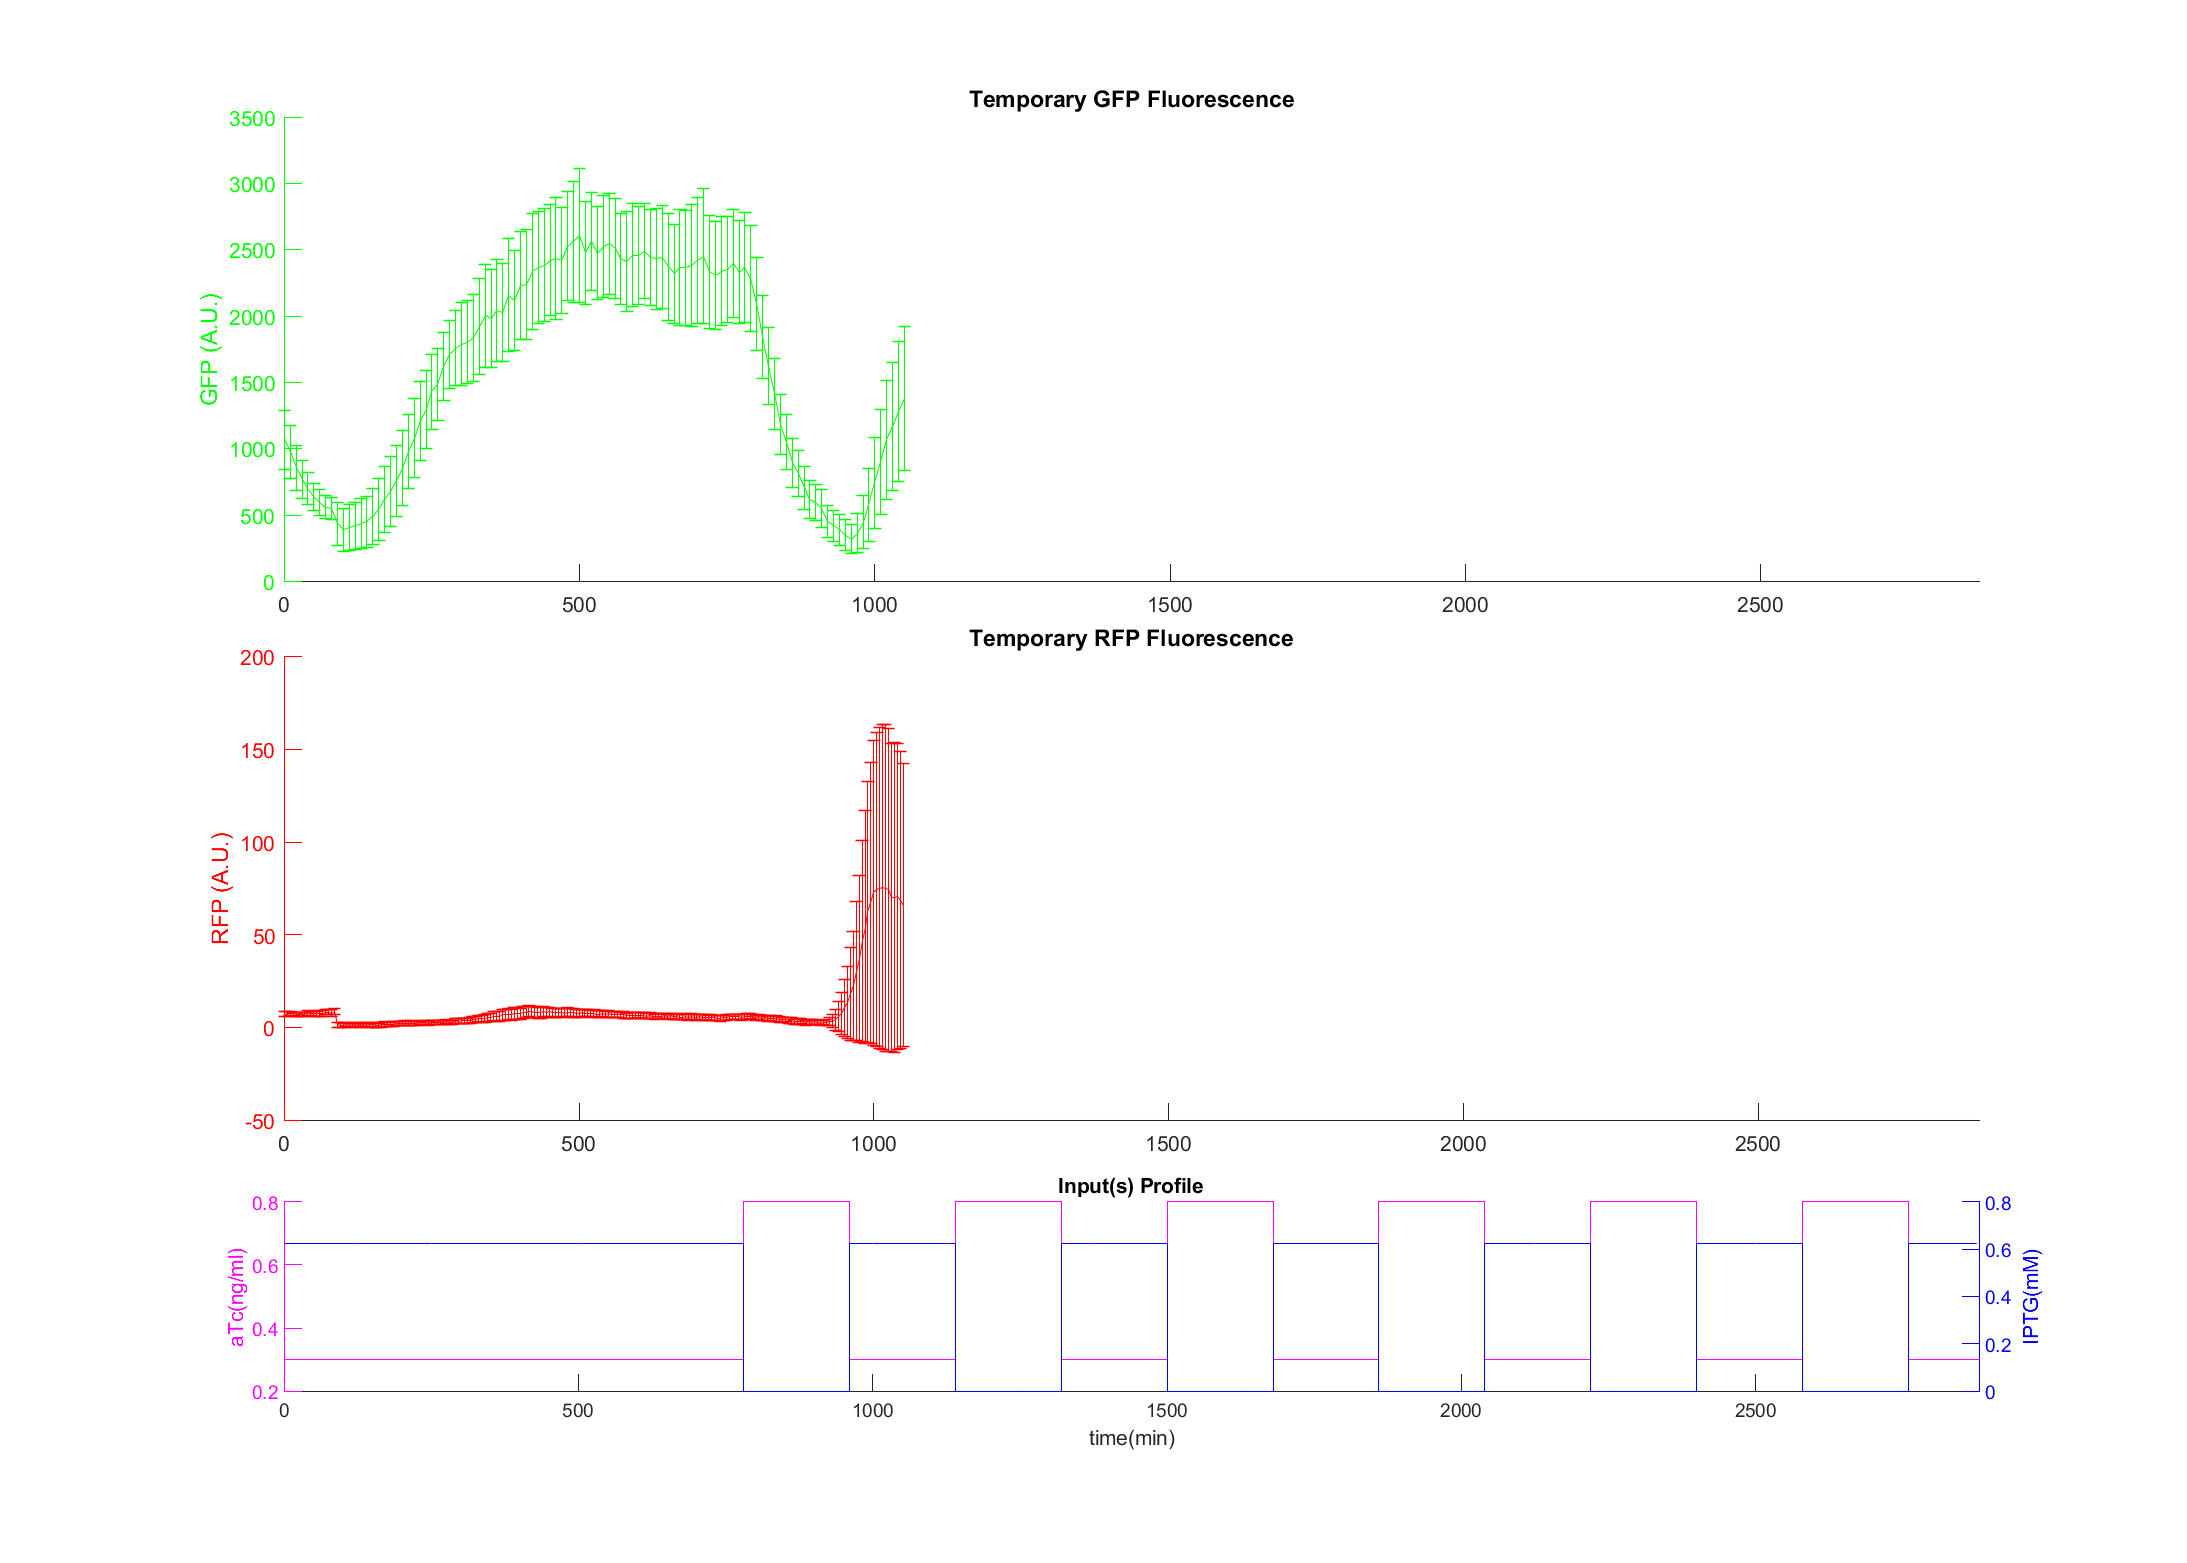 Temporary GFP Fluorescence
GFP (A.U.)
3500
3000
2500
2000
1500
1000
500
0
0 500 1000 1500 2000 2500
Temporary RFP Fluorescence
RFP (A.U.)
200
150
100
50
0
-50
0 500 1000 1500 2000 2500
Input(s) Profile
aTc(ng/ml)
0.8
0.6
0.4
0.2
0.8
0.6
0.4
0.2
0
IPTG(mM)
0 500 1000 1500 2000 2500
time(min)